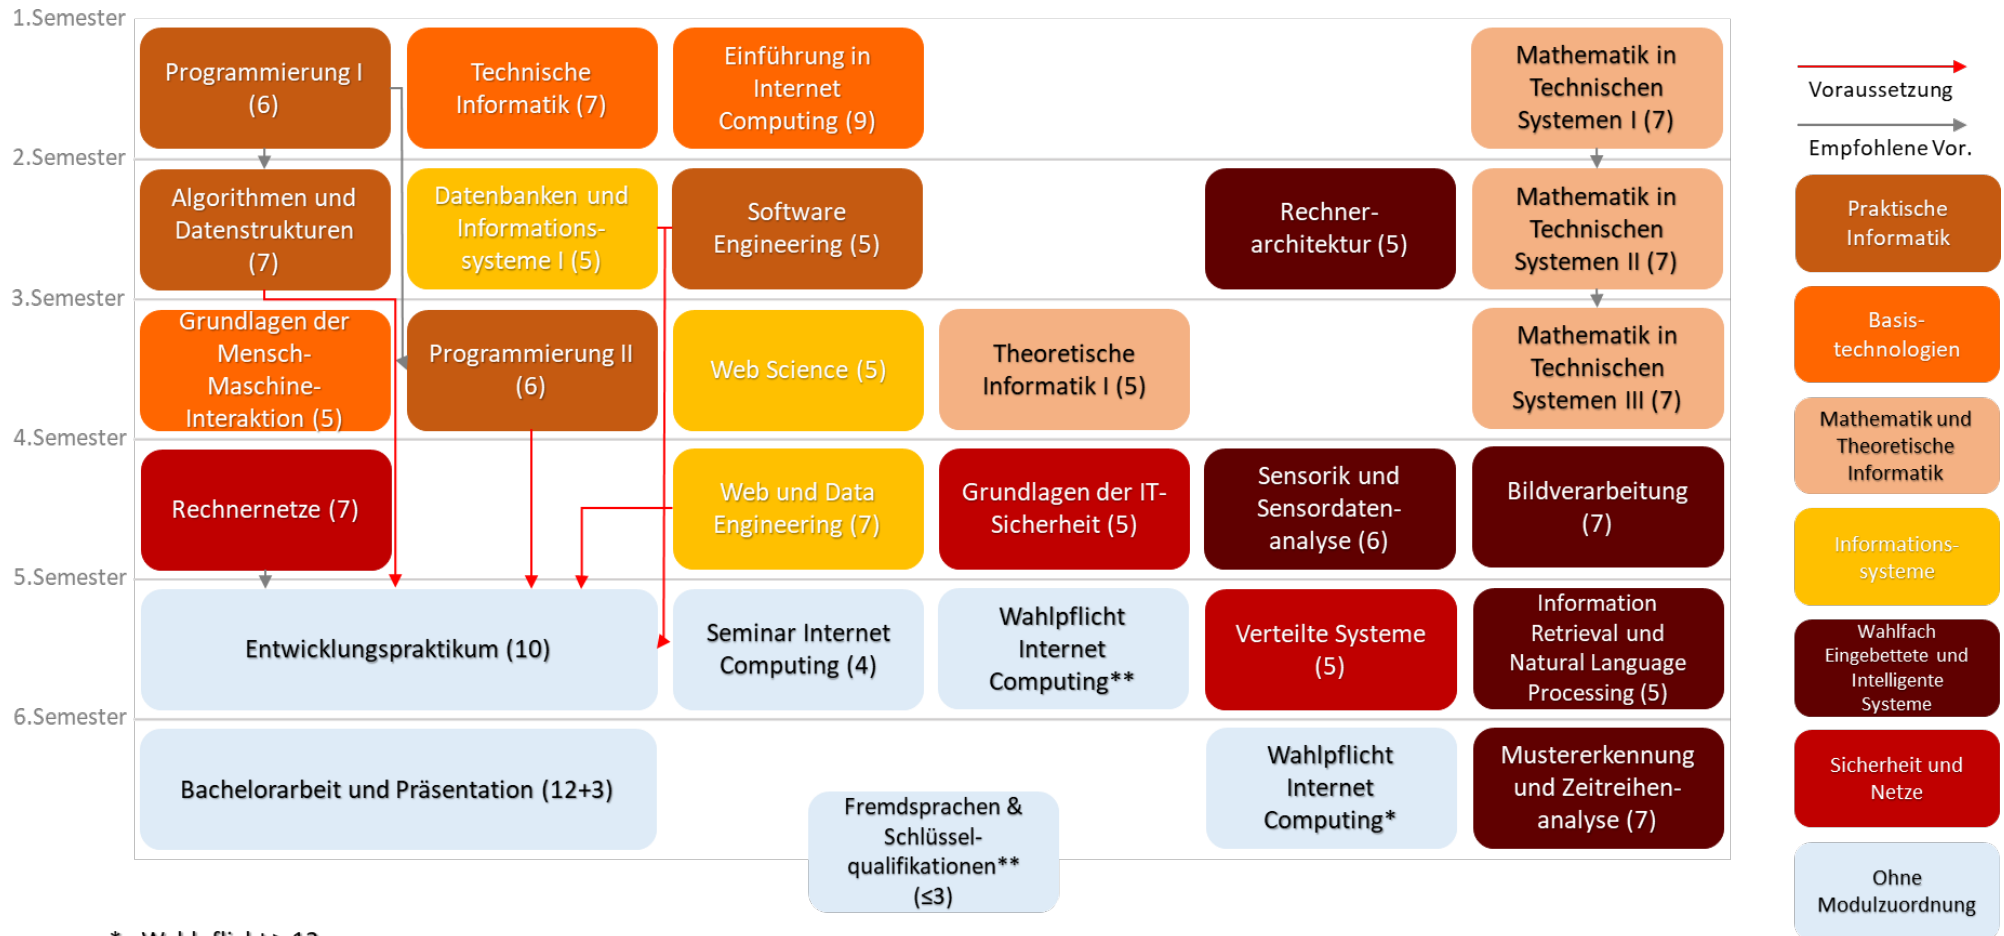 1.Semester
Programmierung I
(6)
Technische
Informatik (7)
Einführung in
Internet
Computing (9)
Mathematik in
Technischen
Systemen I (7)
2.Semester
Algorithmen und
Datenstrukturen
(7)
Datenbanken und
Informations-
systeme I (5)
Software
Engineering (5)
Rechner-
architektur (5)
Mathematik in
Technischen
Systemen II (7)
3.Semester
Grundlagen der
Mensch-
Maschine-
Interaktion (5)
Programmierung II
(6)
Web Science (5)
Theoretische
Informatik I (5)
Mathematik in
Technischen
Systemen III (7)
4.Semester
Rechnernetze (7)
Web und Data
Engineering (7)
Grundlagen der IT-
Sicherheit (5)
Sensorik und
Sensordaten-
analyse (6)
Bildverarbeitung
(7)
5.Semester
Entwicklungspraktikum (10)
Seminar Internet
Computing (4)
Wahlpflicht
Internet
Computing**
Verteilte Systeme
(5)
Information
Retrieval und
Natural Language
Processing (5)
6.Semester
Bachelorarbeit und Präsentation (12+3)
Fremdsprachen &
Schlüssel-
qualifikationen**
(≤3)
Wahlpflicht
Internet
Computing*
Mustererkennung
und Zeitreihen-
analyse (7)
Voraussetzung
Empfohlene Vor.
Praktische
Informatik
Basis-
technologien
Mathematik und
Theoretische
Informatik
Informations-
systeme
Wahlfach
Eingebettete und
Intelligente
Systeme
Sicherheit und
Netze
Ohne
Modulzuordnung